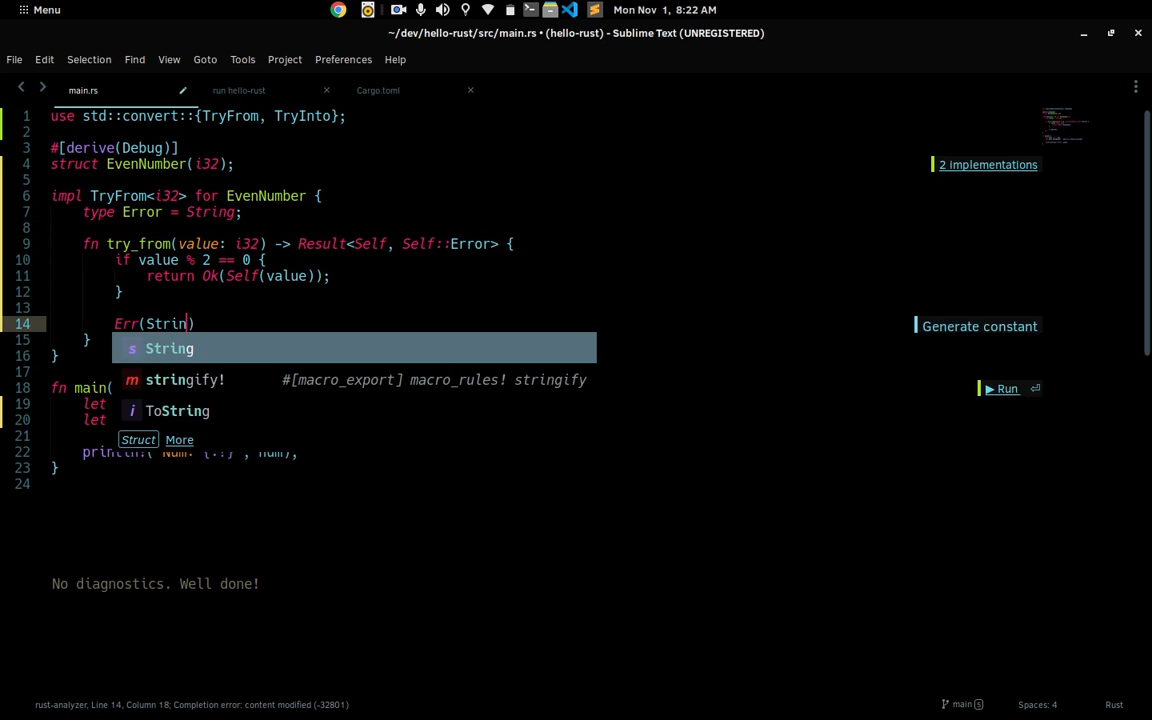 Menu
Mon Nov 1, 8:22 AM
~/dev/hello-rust/src/main.rs • (hello-rust) - Sublime Text (UNREGISTERED)
File Edit Selection Find View Goto Tools Project Preferences Help
main.rs run hello-rust Cargo.toml
1 use std::convert::{TryFrom, TryInto};
2
3 #[derive(Debug)]
4 struct EvenNumber(i32); 2 implementations
5
6 impl TryFrom<i32> for EvenNumber {
7 type Error = String;
8
9 fn try_from(value: i32) -> Result<Self, Self::Error> {
10 if value % 2 == 0 {
11 return Ok(Self(value));
12 }
13
14 Err(Strin) Generate constant
15 }
s String
16 }
17
m stringify! #[macro_export] macro_rules! stringify
18 fn main( ▶ Run
19 let
i ToString
20 let
21
Struct More
22 println!("Num: {:?}", num);
23 }
24
No diagnostics. Well done!
rust-analyzer, Line 14, Column 18; Completion error: content modified (-32801) main 5 Spaces: 4 Rust